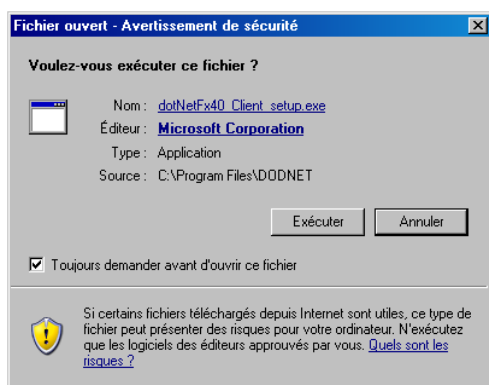 Fichier ouvert - Avertissement de sécurité
Voulez-vous exécuter ce fichier ?
Nom : dotNetFx40_Client_setup.exe
Éditeur : Microsoft Corporation
Type : Application
Source : C:\Program Files\DODNET
Exécuter Annuler
Toujours demander avant d'ouvrir ce fichier
Si certains fichiers téléchargés depuis Internet sont utiles, ce type de
fichier peut présenter des risques pour votre ordinateur. N'exécutez
que les logiciels des éditeurs approuvés par vous. Quels sont les
risques ?